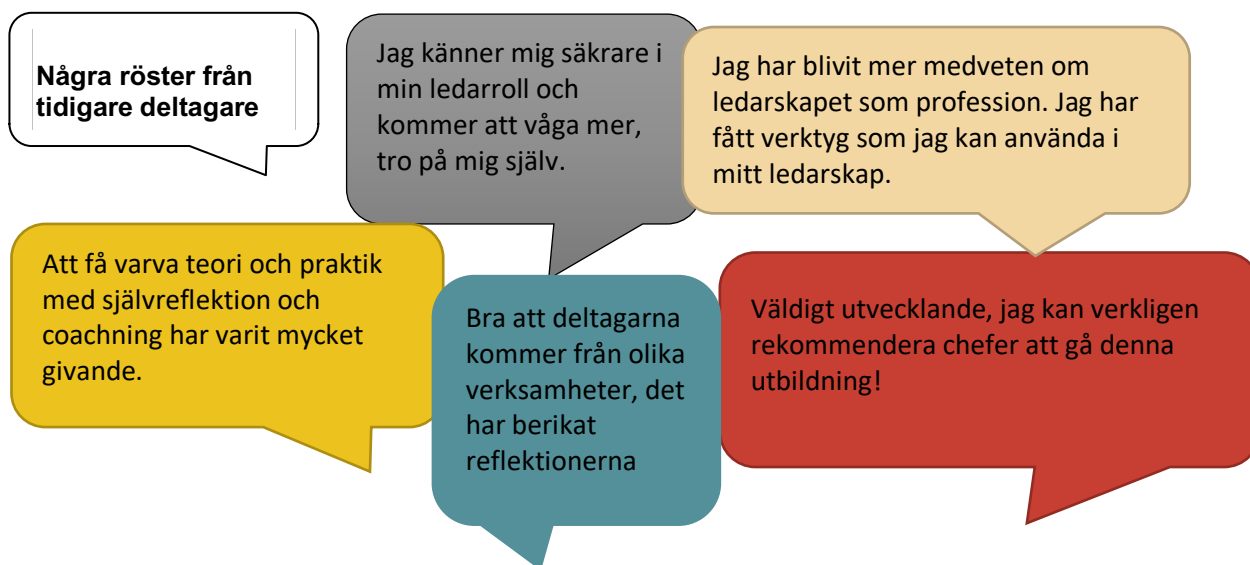 Några röster från
tidigare deltagare
Jag känner mig säkrare i
min ledarroll och
kommer att våga mer,
tro på mig själv.
Jag har blivit mer medveten om
ledarskapet som profession. Jag har
fått verktyg som jag kan använda i
mitt ledarskap.
Att få varva teori och praktik
med självreflektion och
coachning har varit mycket
givande.
Bra att deltagarna
kommer från olika
verksamheter, det
har berikat
reflektionerna
Väldigt utvecklande, jag kan verkligen
rekommendera chefer att gå denna
utbildning!